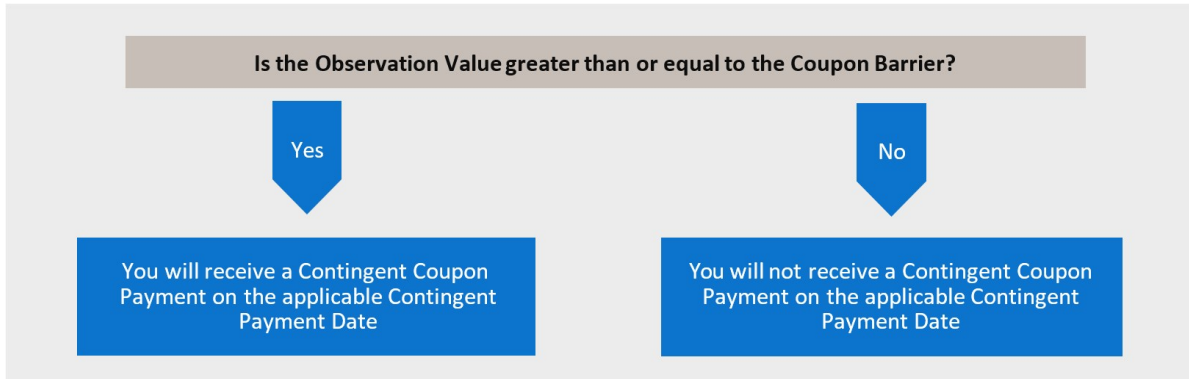 Is the Observation Value greater than or equal to the Coupon Barrier?
Yes
No
You will receive a Contingent Coupon
Payment on the applicable Contingent
Payment Date
You will not receive a Contingent Coupon
Payment on the applicable Contingent
Payment Date